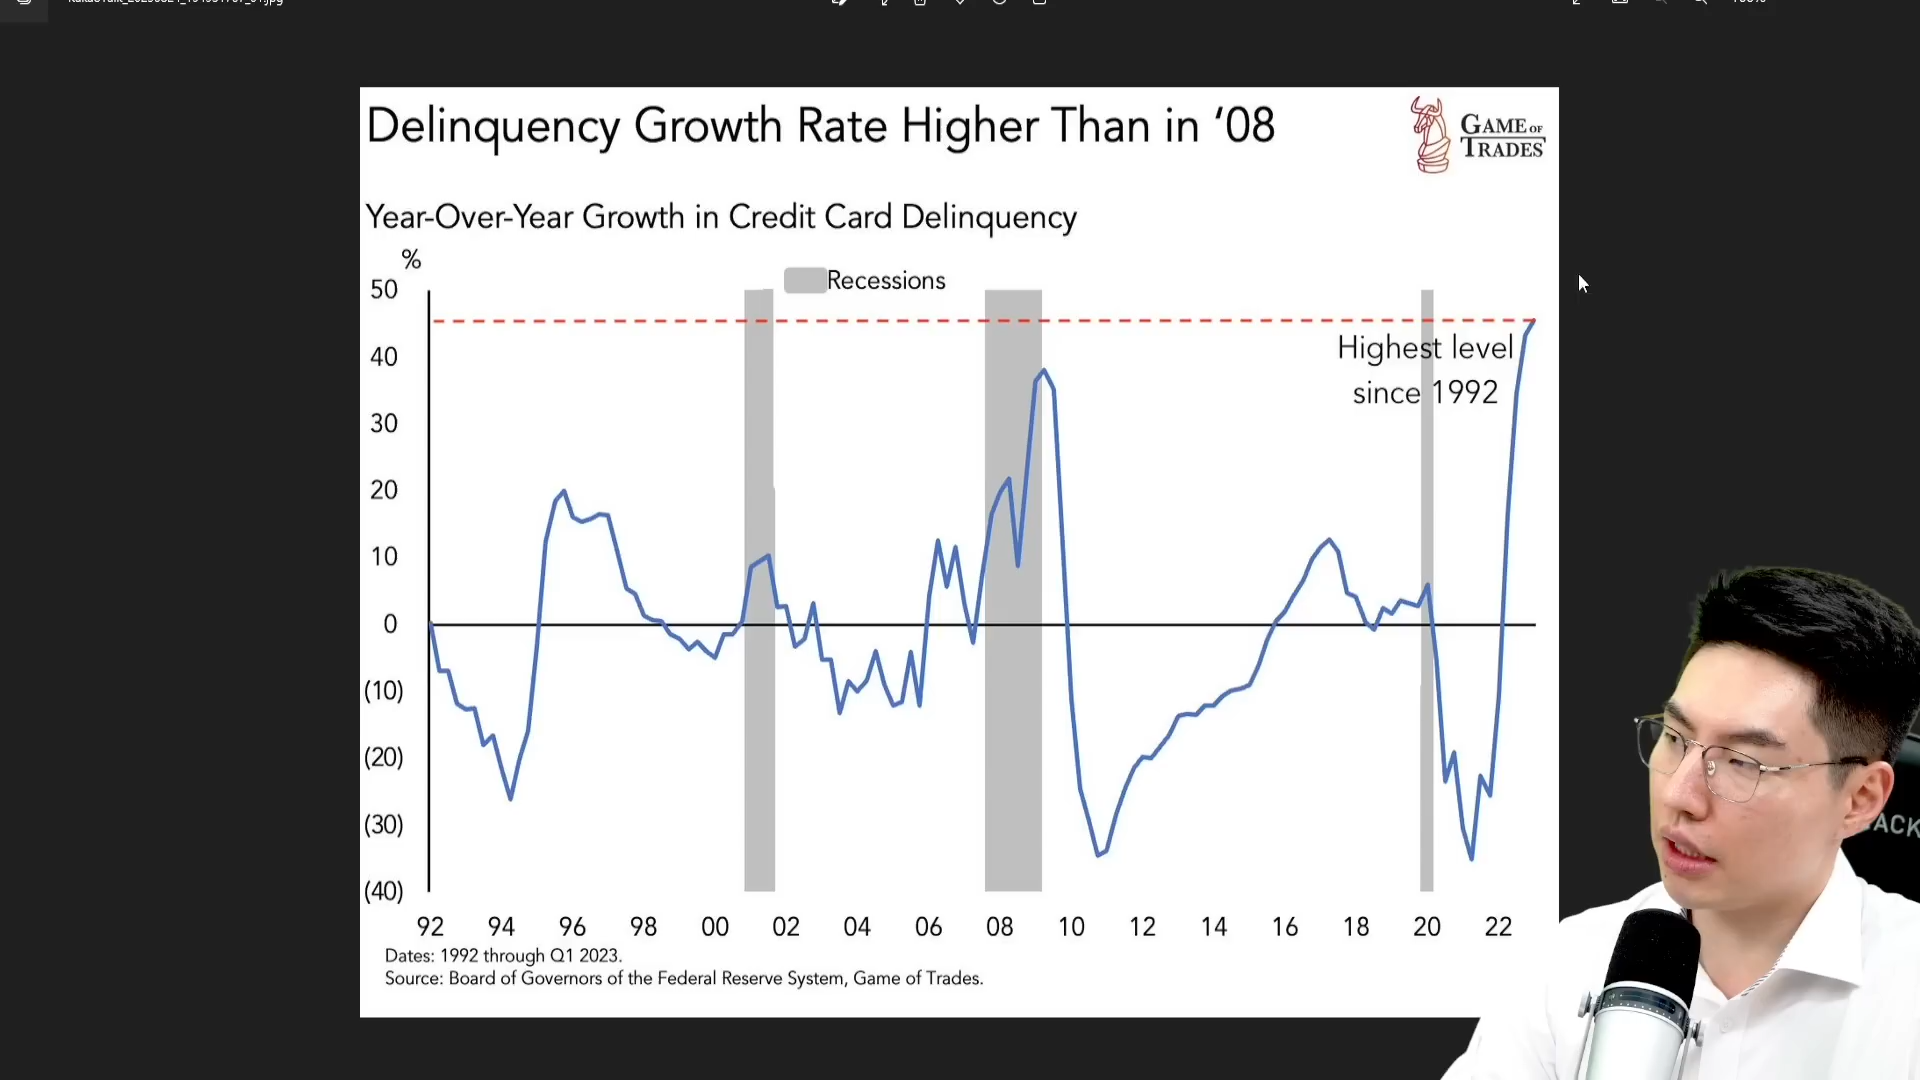 Delinquency Growth Rate Higher Than in ‘08
GAME OF
TRADES
Year-Over-Year Growth in Credit Card Delinquency
%
Recessions
50
40
30
20
10
0
(10)
(20)
(30)
(40)
Highest level
since 1992
92 94 96 98 00 02 04 06 08 10 12 14 16 18 20 22
Dates: 1992 through Q1 2023.
Source: Board of Governors of the Federal Reserve System, Game of Trades.
ACK